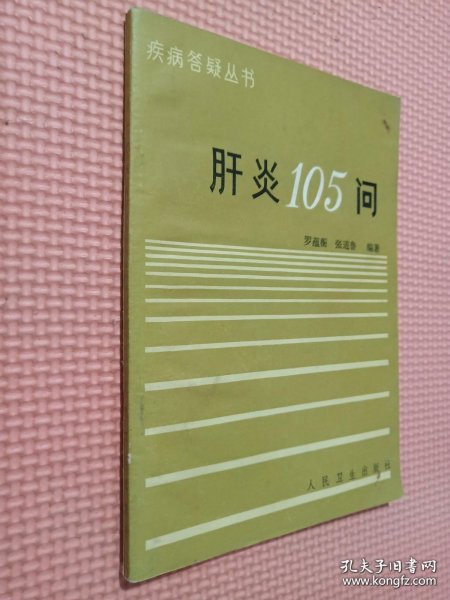 疾病答疑丛书
肝炎105问
罗蕴衡 张道鲁 编著
人民卫生出版社
孔夫子旧书网
www.kongfz.com